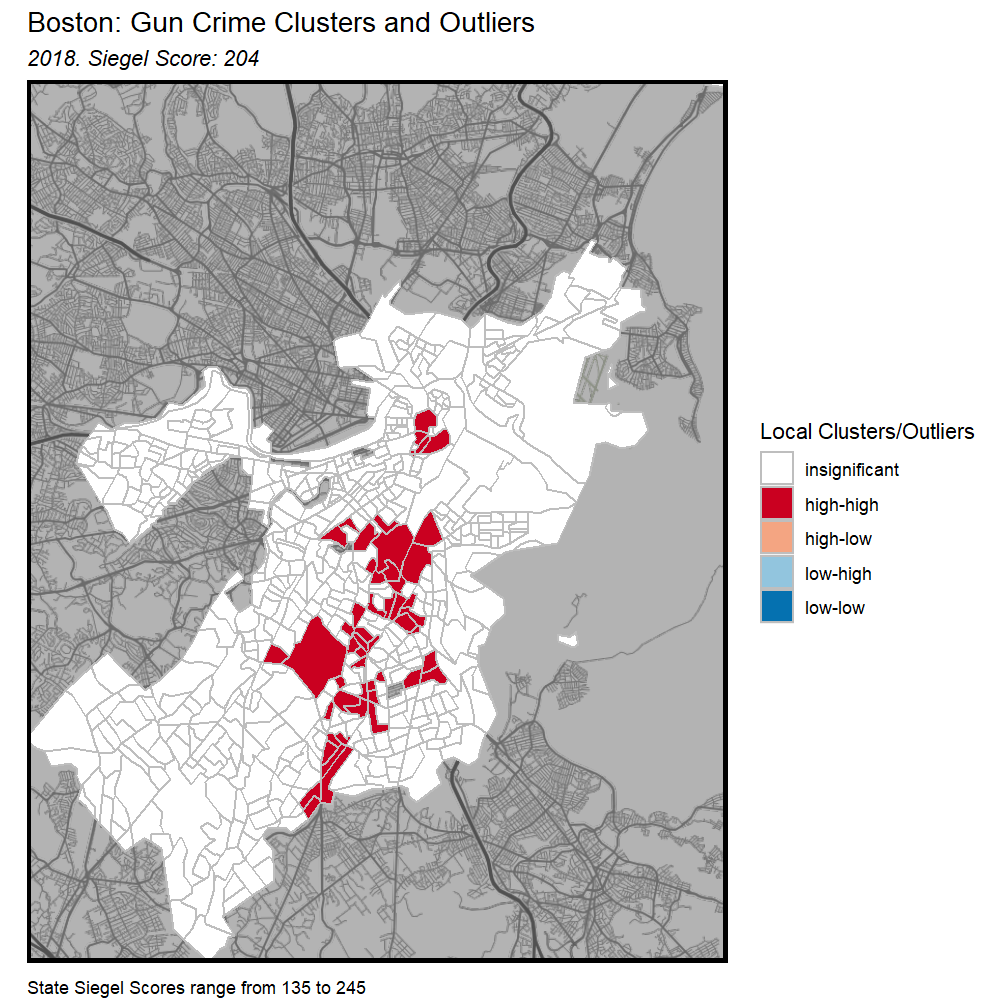 Boston: Gun Crime Clusters and Outliers
2018. Siegel Score: 204
Local Clusters/Outliers
insignificant
high-high
high-low
low-high
low-low
State Siegel Scores range from 135 to 245